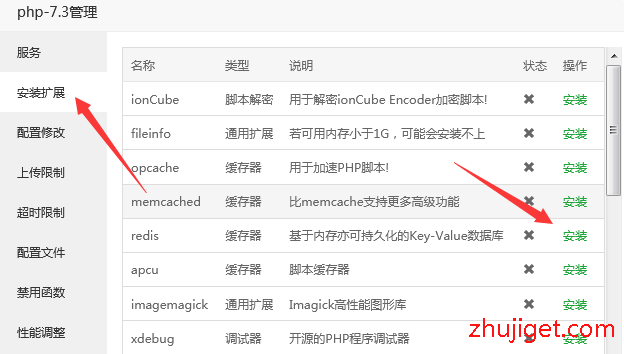 php-7.3管理
服务
安装扩展
配置修改
上传限制
超时限制
配置文件
禁用函数
性能调整
名称 类型 说明 状态 操作
ionCube 脚本解密 用于解密ionCube Encoder加密脚本! ✖ 安装
fileinfo 通用扩展 若可用内存小于1G，可能会安装不上 ✖ 安装
opcache 缓存器 用于加速PHP脚本! ✖ 安装
memcached 缓存器 比memcache支持更多高级功能 ✖ 安装
redis 缓存器 基于内存亦可持久化的Key-Value数据库 ✖ 安装
apcu 缓存器 脚本缓存器 ✖ 安装
imagemagick 通用扩展 Imagick高性能图形库 ✖ 安装
xdebug 调试器 开源的PHP程序调试器 ✖ 安装
zhujiget.com